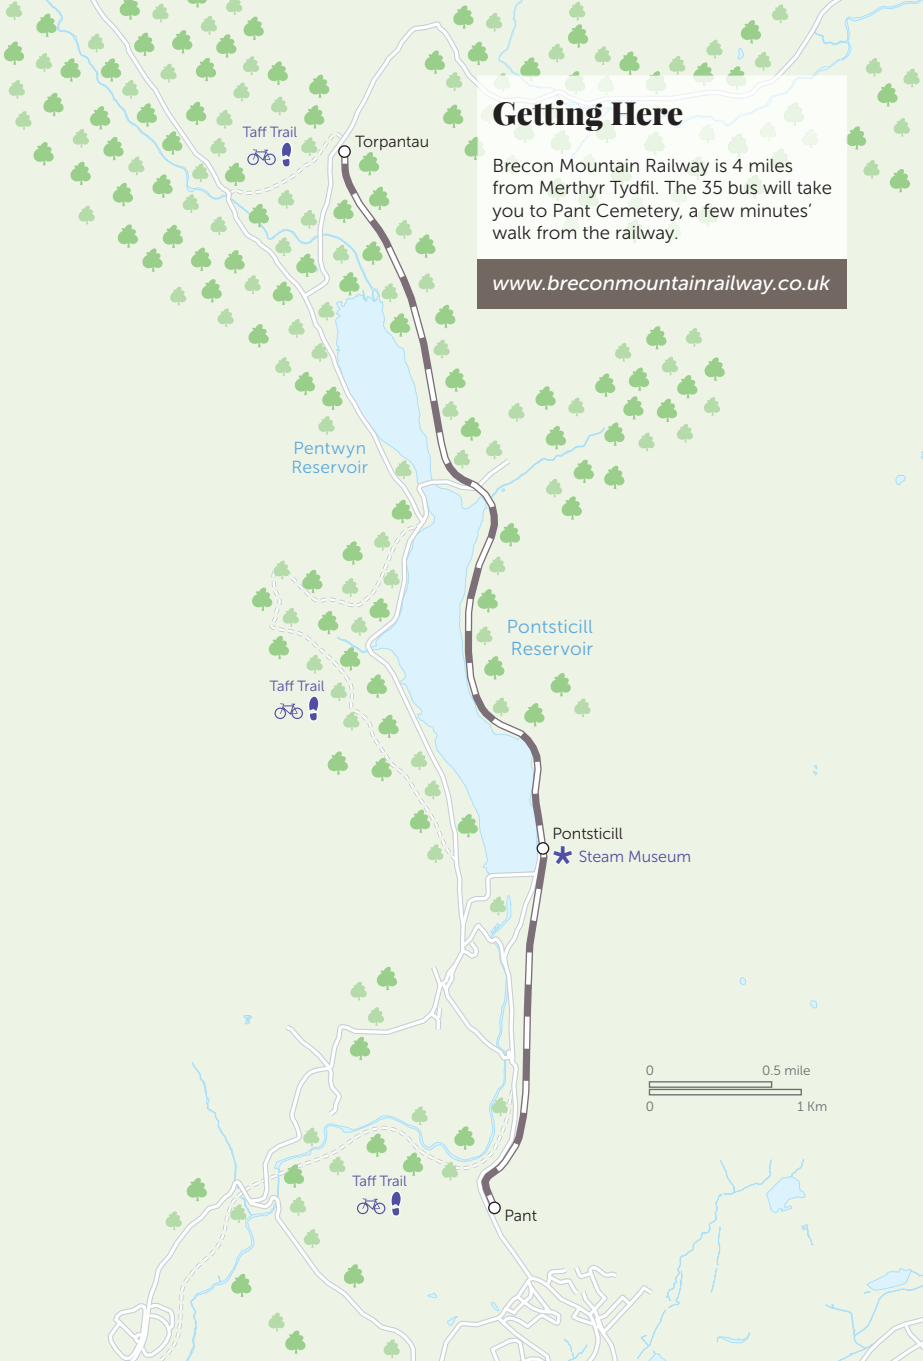 Taff Trail
Torpantau
Getting Here
Brecon Mountain Railway is 4 miles
from Merthyr Tydfil. The 35 bus will take
you to Pant Cemetery, a few minutes’
walk from the railway.
www.breconmountainrailway.co.uk
Pentwyn
Reservoir
Pontsticill
Reservoir
Taff Trail
Pontsticill
Steam Museum
0
0.5 mile
0
1 Km
Taff Trail
Pant